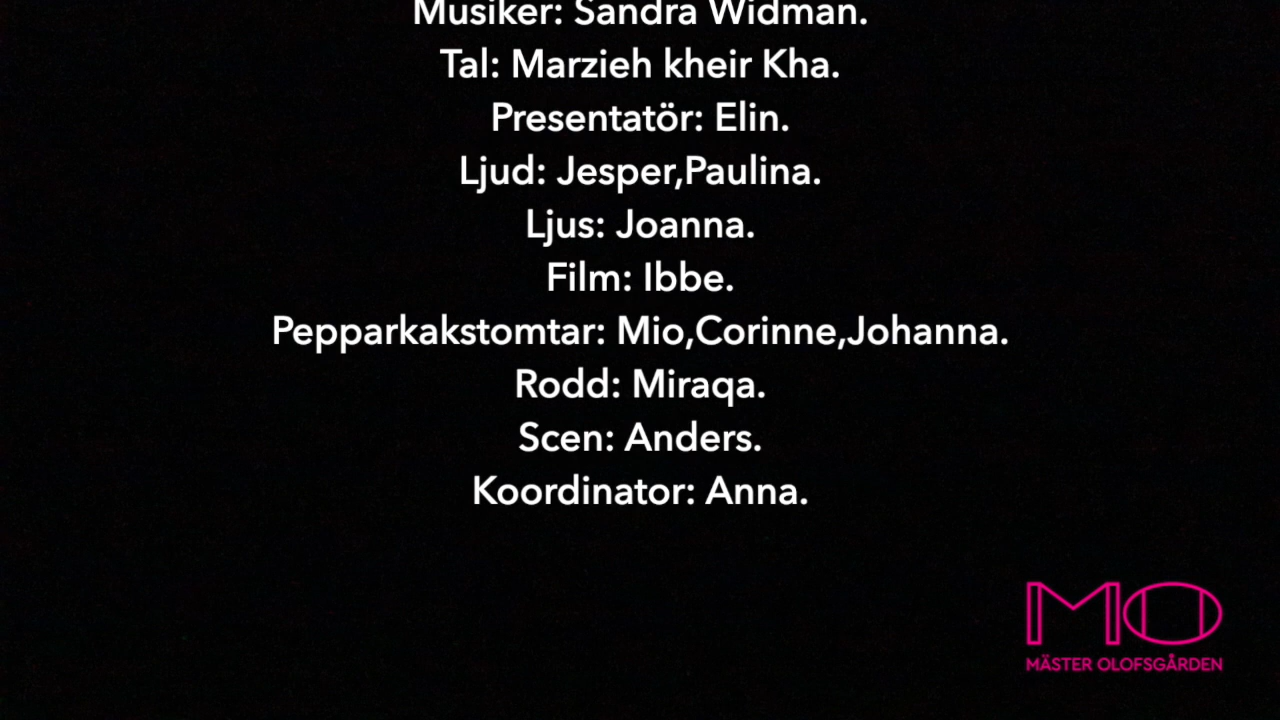 Musiker: Sandra Widman.
Tal: Marzieh kheir Kha.
Presentatör: Elin.
Ljud: Jesper,Paulina.
Ljus: Joanna.
Film: Ibbe.
Pepparkakstomtar: Mio,Corinne,Johanna.
Rodd: Miraqa.
Scen: Anders.
Koordinator: Anna.
MO
MÄSTER OLOFSGÅRDEN